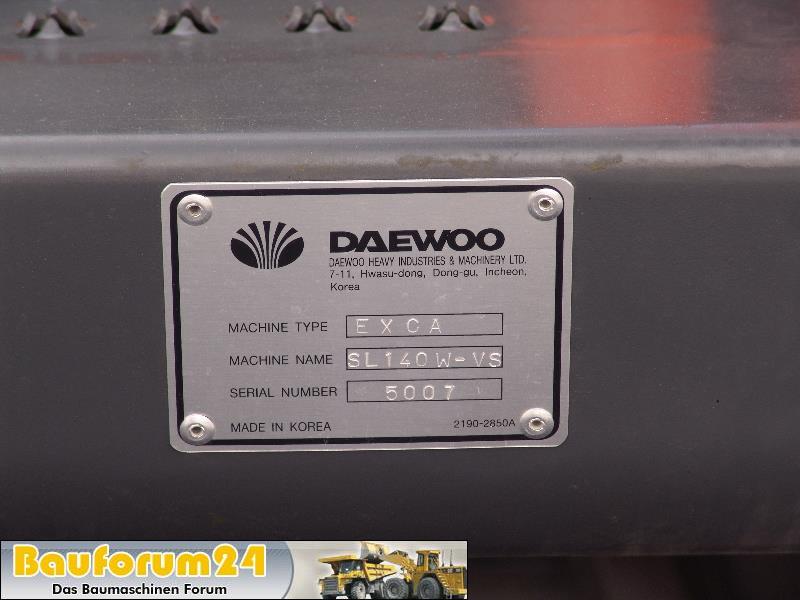 DAEWOO
DAEWOO HEAVY INDUSTRIES & MACHINERY LTD.
7-11, Hwasu-dong, Dong-gu, Incheon,
Korea
MACHINE TYPE EXCA
MACHINE NAME SL140W-VS
SERIAL NUMBER 5007
MADE IN KOREA 2190-2850A
Bauforum24
Das Baumaschinen Forum